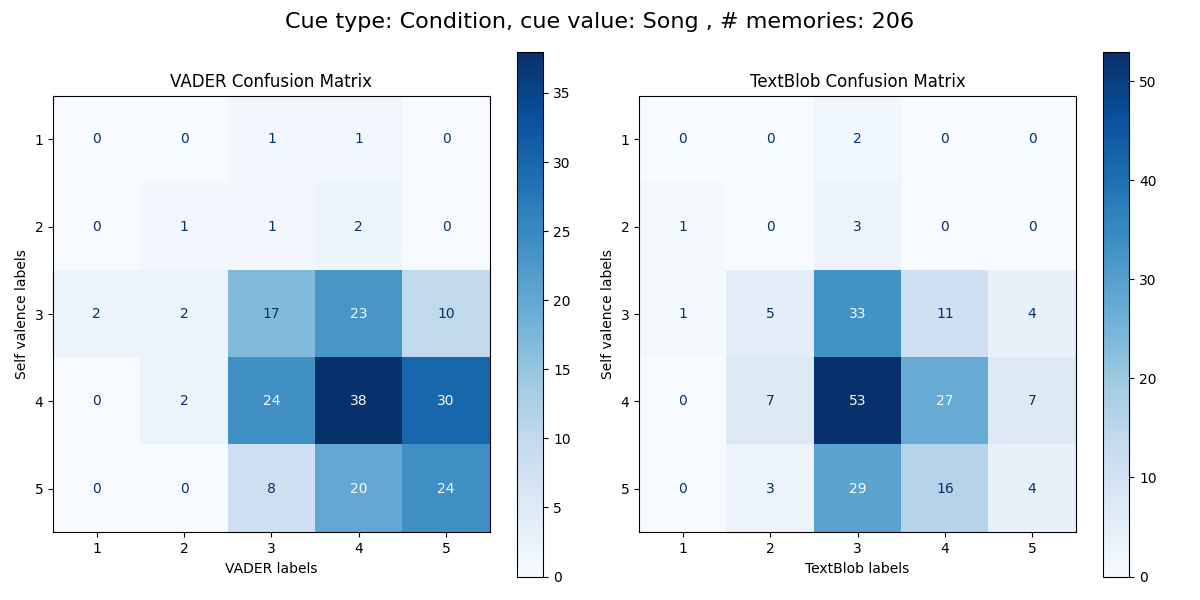 Cue type: Condition, cue value: Song , # memories: 206
VADER Confusion Matrix
Self valence labels
1 0 0 1 1 0
2 0 1 1 2 0
3 2 2 17 23 10
4 0 2 24 38 30
5 0 0 8 20 24
1 2 3 4 5
VADER labels
35
30
25
20
15
10
5
0
TextBlob Confusion Matrix
Self valence labels
1 0 0 2 0 0
2 1 0 3 0 0
3 1 5 33 11 4
4 0 7 53 27 7
5 0 3 29 16 4
1 2 3 4 5
TextBlob labels
50
40
30
20
10
0